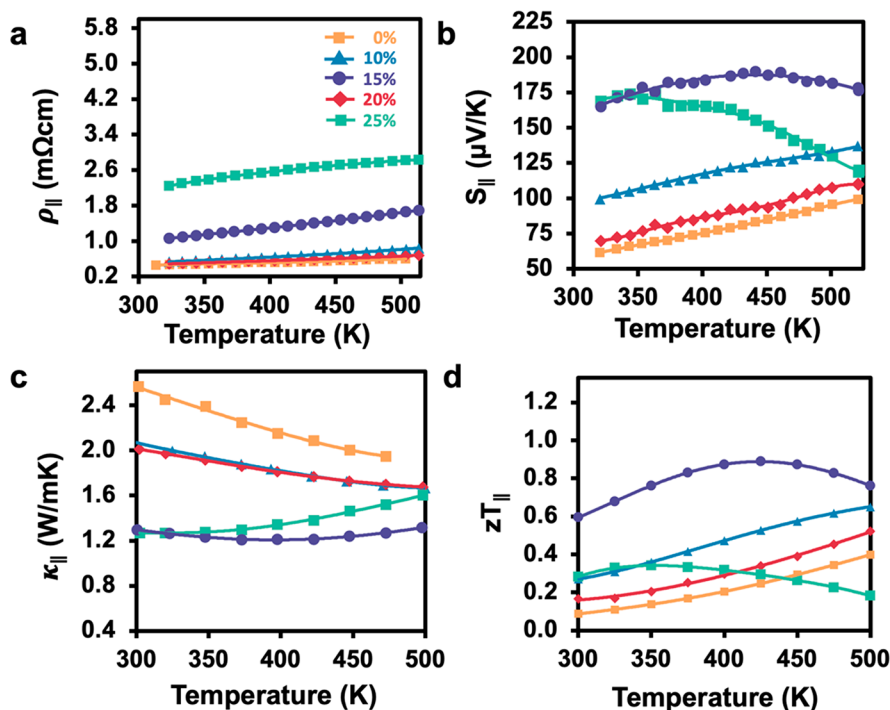 a
5.8
5.0
4.2
3.4
2.6
1.8
1.0
0.2
ρ∥ (mΩcm)
0%
10%
15%
20%
25%
300 350 400 450 500
Temperature (K)
b
225
200
175
150
125
100
75
50
S∥ (µV/K)
300 350 400 450 500
Temperature (K)
c
2.4
2.0
1.6
1.2
0.8
0.4
κ∥ (W/mK)
300 350 400 450 500
Temperature (K)
d
1.2
1.0
0.8
0.6
0.4
0.2
0.0
zT∥
300 350 400 450 500
Temperature (K)